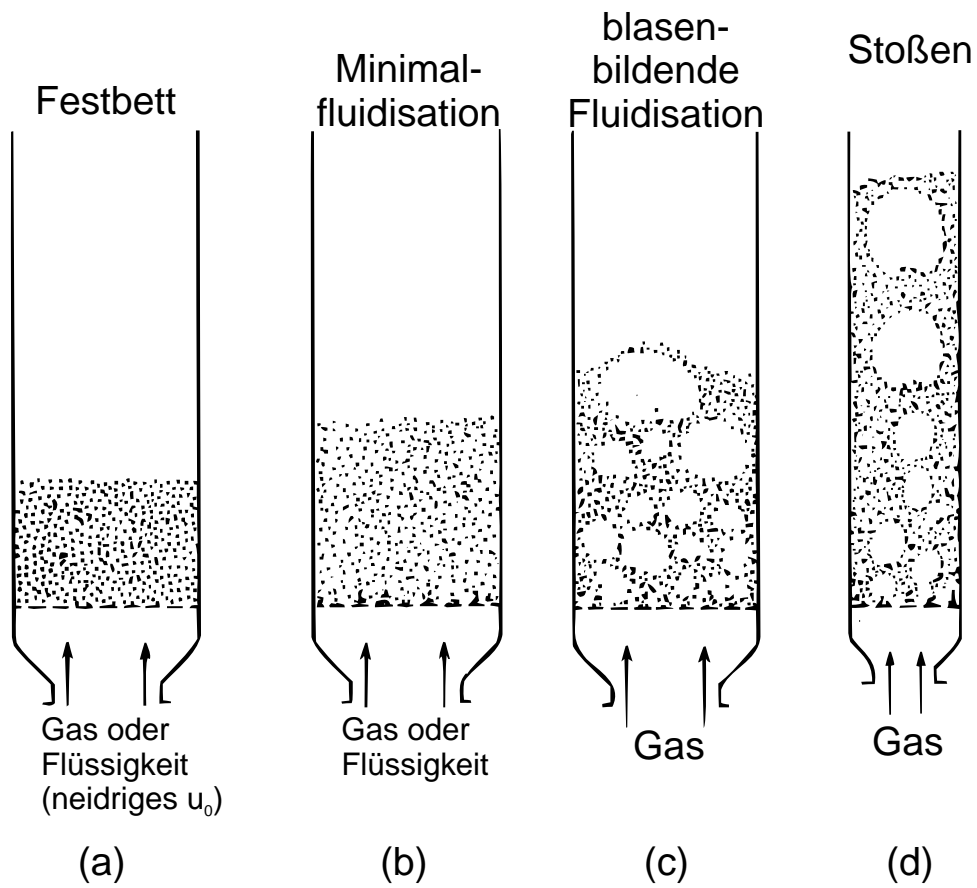 Festbett
Minimal-
fluidisation
blasen-
bildende
Fluidisation
Stoßen
Gas oder
Flüssigkeit
(neidriges u₀)
Gas oder
Flüssigkeit
Gas
Gas
(a)
(b)
(c)
(d)